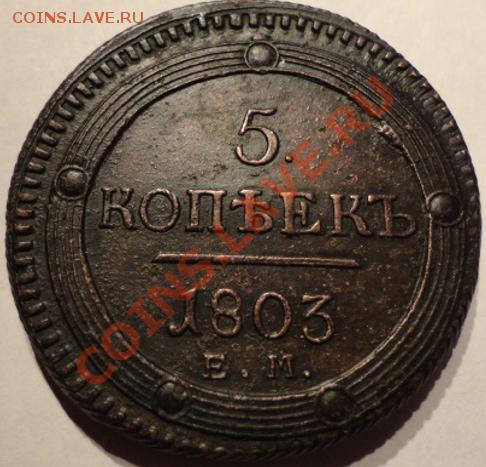 COINS.LAVE.RU
5.
КОПѢЕКЪ
1803
Е. М.
COINS.LAVE.RU